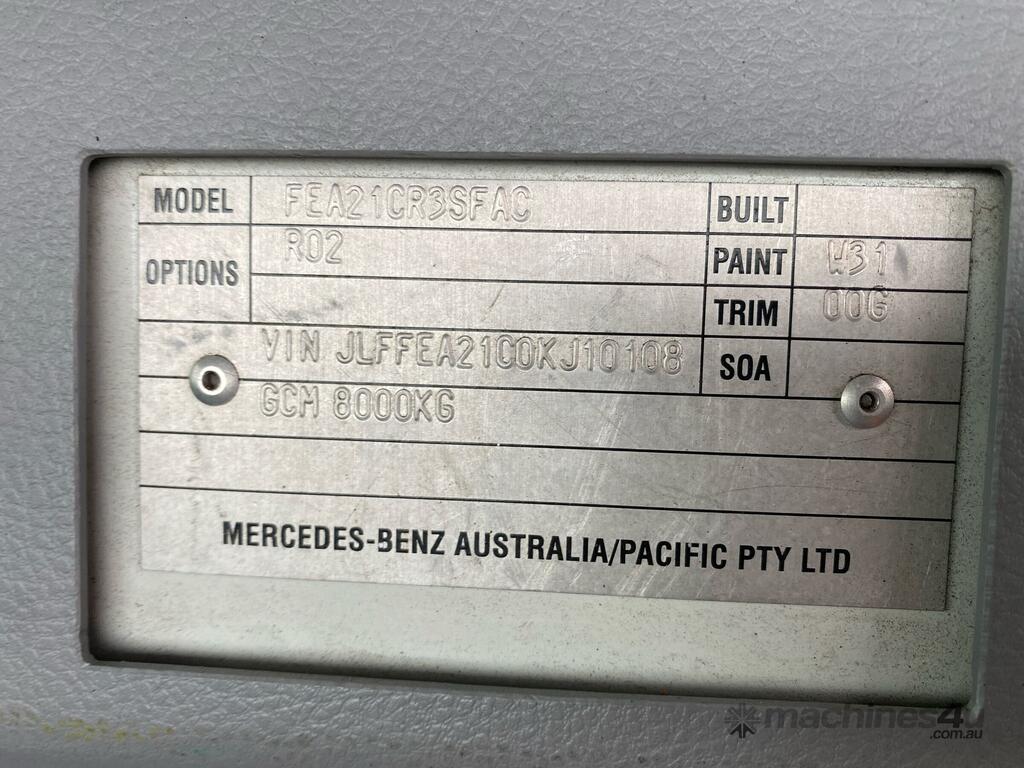 MODEL FEA21CR3SFAC BUILT
OPTIONS R02 PAINT W31
TRIM 00G
VIN JLFFEA21C0KJ10108 SOA
GCM 8000KG
MERCEDES-BENZ AUSTRALIA/PACIFIC PTY LTD
machines4u
.com.au